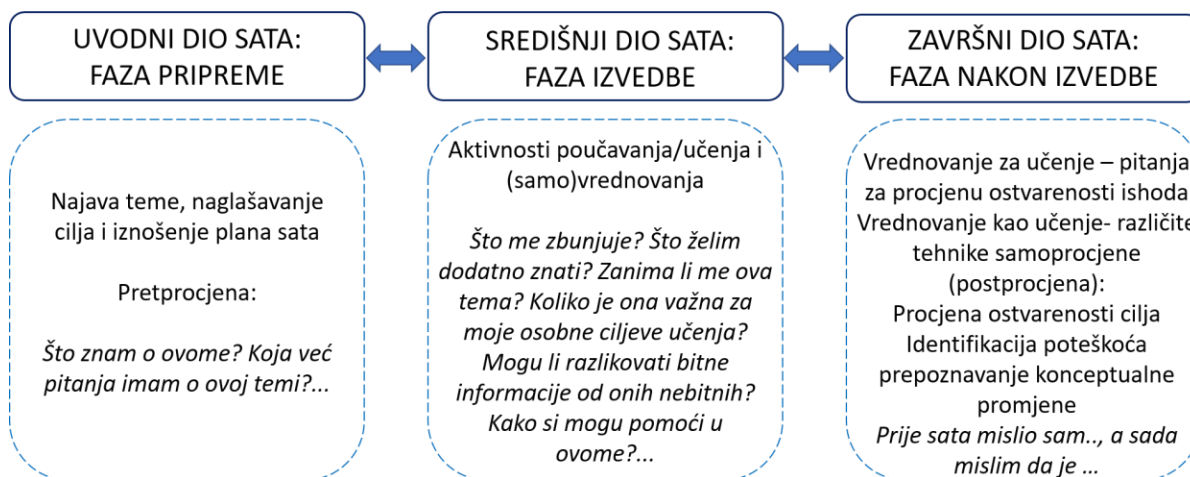 UVODNI DIO SATA:
FAZA PRIPREME
SREDIŠNJI DIO SATA:
FAZA IZVEDBE
ZAVRŠNI DIO SATA:
FAZA NAKON IZVEDBE
Najava teme, naglašavanje
cilja i iznošenje plana sata
Pretprocjena:
Što znam o ovome? Koja već
pitanja imam o ovoj temi?...
Aktivnosti poučavanja/učenja i
(samo)vrednovanja
Što me zbunjuje? Što želim
dodatno znati? Zanima li me ova
tema? Koliko je ona važna za
moje osobne ciljeve učenja?
Mogu li razlikovati bitne
informacije od onih nebitnih?
Kako si mogu pomoći u
ovome?...
Vrednovanje za učenje – pitanja
za procjenu ostvarenosti ishoda
Vrednovanje kao učenje- različite
tehnike samoprocjene
(postprocjena):
Procjena ostvarenosti cilja
Identifikacija poteškoća
prepoznavanje konceptualne
promjene
Prije sata mislio sam.., a sada
mislim da je ...